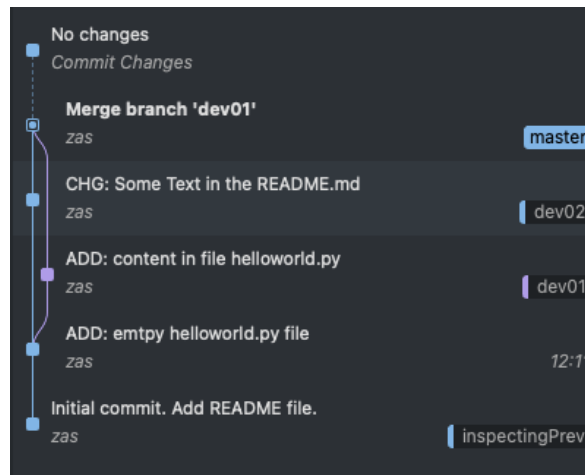 No changes
Commit Changes
Merge branch 'dev01'
zas
master
CHG: Some Text in the README.md
zas
dev02
ADD: content in file helloworld.py
zas
dev01
ADD: emtpy helloworld.py file
zas
Initial commit. Add README file.
zas
inspectingPrev